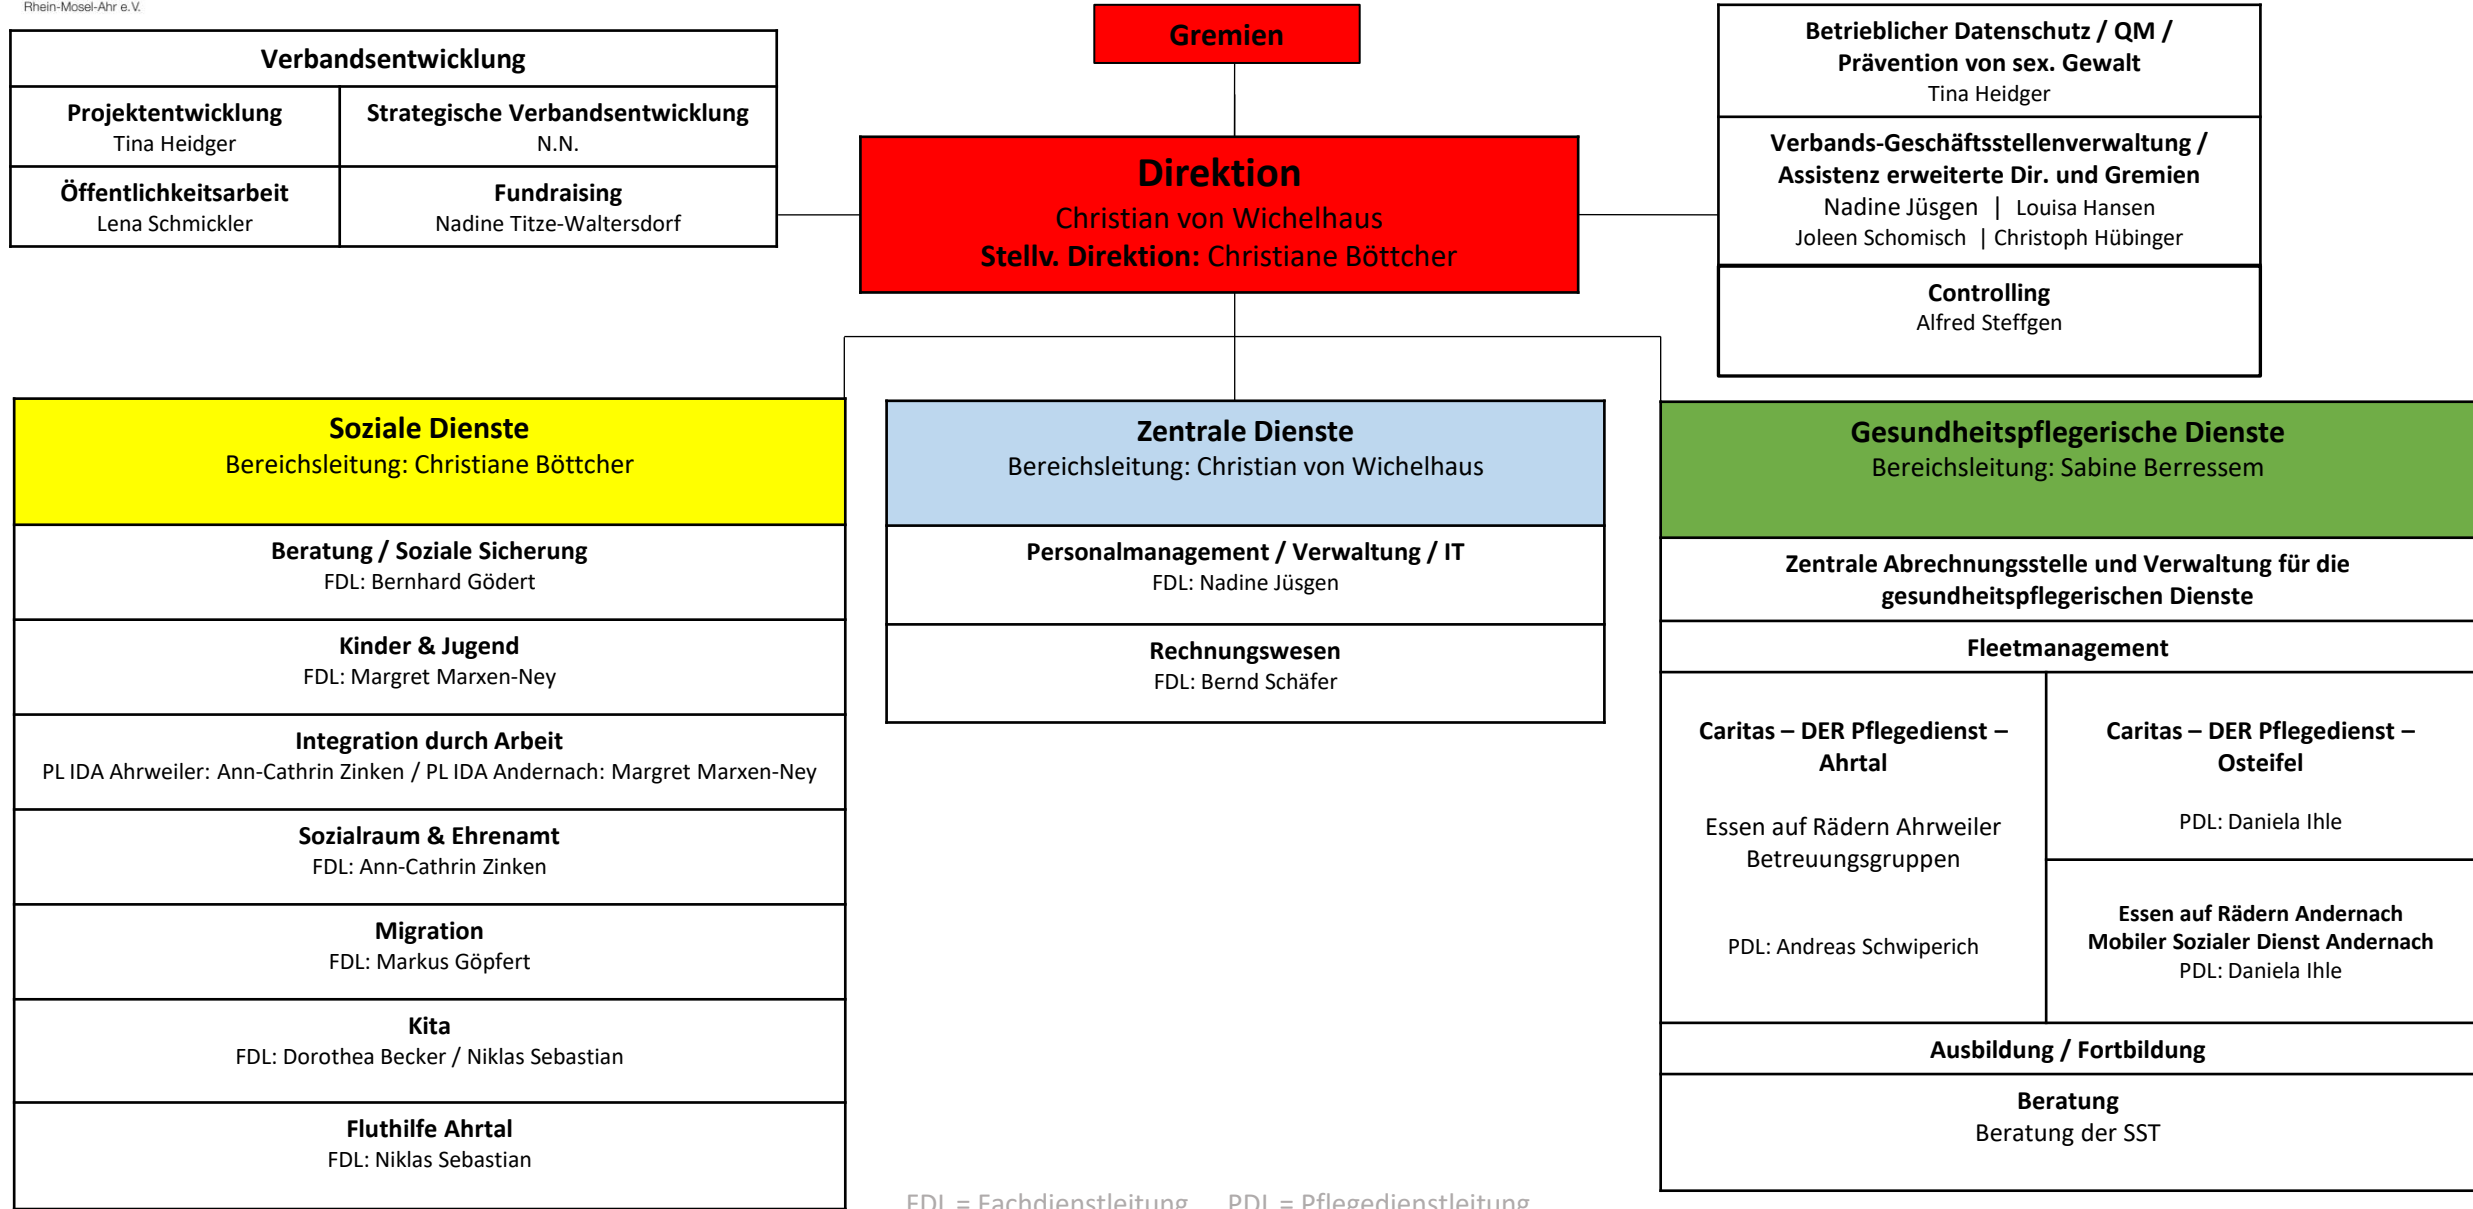 Rhein-Mosel-Ahr e.V.
Verbandsentwicklung
Projektentwicklung
Tina Heidger
Strategische Verbandsentwicklung
N.N.
Öffentlichkeitsarbeit
Lena Schmickler
Fundraising
Nadine Titze-Waltersdorf
Gremien
Direktion
Christian von Wichelhaus
Stellv. Direktion: Christiane Böttcher
Betrieblicher Datenschutz / QM /
Prävention von sex. Gewalt
Tina Heidger
Verbands-Geschäftsstellenverwaltung /
Assistenz erweiterte Dir. und Gremien
Nadine Jüsgen | Louisa Hansen
Joleen Schomisch | Christoph Hübinger
Controlling
Alfred Steffgen
Soziale Dienste
Bereichsleitung: Christiane Böttcher
Beratung / Soziale Sicherung
FDL: Bernhard Gödert
Kinder & Jugend
FDL: Margret Marxen-Ney
Integration durch Arbeit
PL IDA Ahrweiler: Ann-Cathrin Zinken / PL IDA Andernach: Margret Marxen-Ney
Sozialraum & Ehrenamt
FDL: Ann-Cathrin Zinken
Migration
FDL: Markus Göpfert
Kita
FDL: Dorothea Becker / Niklas Sebastian
Fluthilfe Ahrtal
FDL: Niklas Sebastian
Zentrale Dienste
Bereichsleitung: Christian von Wichelhaus
Personalmanagement / Verwaltung / IT
FDL: Nadine Jüsgen
Rechnungswesen
FDL: Bernd Schäfer
Gesundheitspflegerische Dienste
Bereichsleitung: Sabine Berressem
Zentrale Abrechnungsstelle und Verwaltung für die
gesundheitspflegerischen Dienste
Fleetmanagement
Caritas – DER Pflegedienst –
Ahrtal
Essen auf Rädern Ahrweiler
Betreuungsgruppen
PDL: Andreas Schwiperich
Caritas – DER Pflegedienst –
Osteifel
PDL: Daniela Ihle
Essen auf Rädern Andernach
Mobiler Sozialer Dienst Andernach
PDL: Daniela Ihle
Ausbildung / Fortbildung
Beratung
Beratung der SST
FDL = Fachdienstleitung PDL = Pflegedienstleitung